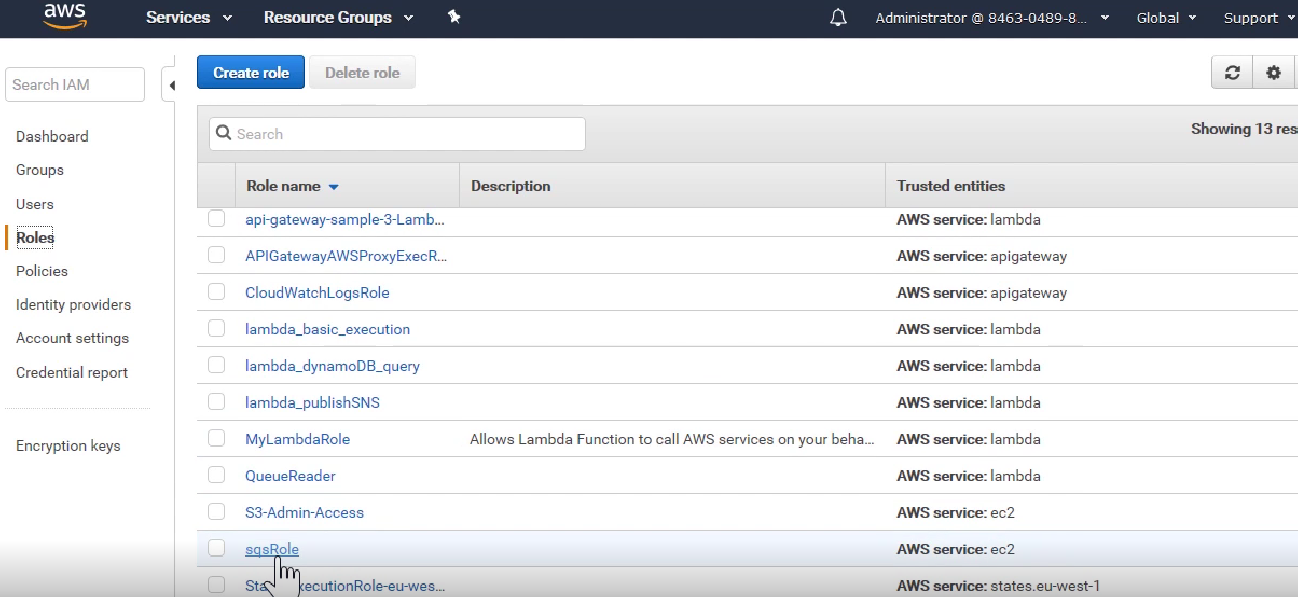 aws Services Resource Groups Administrator @ 8463-0489-8... Global Support
Search IAM
Create role Delete role
Search
Showing 13 res
Dashboard
Groups
Users
Roles
Policies
Identity providers
Account settings
Credential report
Encryption keys
Role name Description Trusted entities
api-gateway-sample-3-Lamb... AWS service: lambda
APIGatewayAWSProxyExecR... AWS service: apigateway
CloudWatchLogsRole AWS service: apigateway
lambda_basic_execution AWS service: lambda
lambda_dynamoDB_query AWS service: lambda
lambda_publishSNS AWS service: lambda
MyLambdaRole Allows Lambda Function to call AWS services on your beha... AWS service: lambda
QueueReader AWS service: lambda
S3-Admin-Access AWS service: ec2
sqsRole AWS service: ec2
AWS service: states.eu-west-1